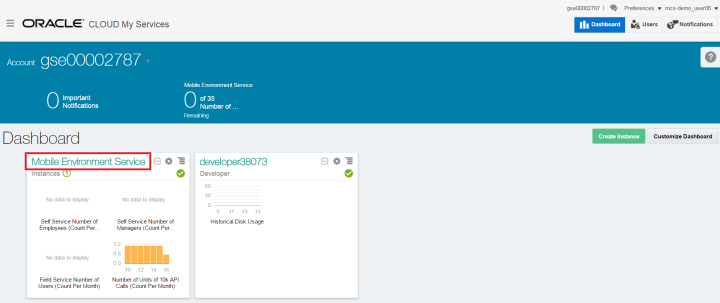 gse00002787
Preferences
mcs-demo_user06
ORACLE CLOUD My Services
Dashboard
Users
Notifications
Account gse00002787
?
0 Important
Notifications
Mobile Environment Service
0 of 35
Number of ...
Remaining
Dashboard
Create Instance
Customize Dashboard
Mobile Environment Service
Instances 1
No data to display
No data to display
Self Service Number of
Employees (Count Per...
Self Service Number of
Managers (Count Per...
No data to display
1.2
0.6
0.0
10 12 14 16
Field Service Number of
Users (Count Per Month)
Number of Units of 10k API
Calls (Count Per Month)
developer38073
Developer
60
30
0
9 11 13 15
Historical Disk Usage